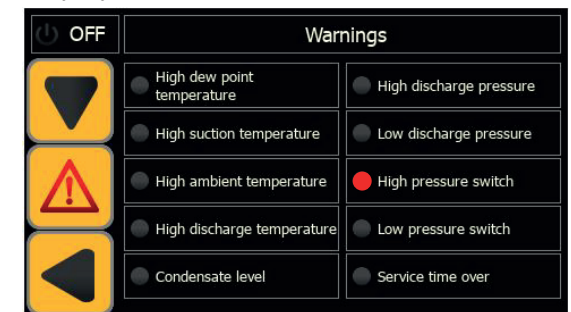 OFF
Warnings
High dew point
temperature
High discharge pressure
High suction temperature
Low discharge pressure
High ambient temperature
High pressure switch
High discharge temperature
Low pressure switch
Condensate level
Service time over